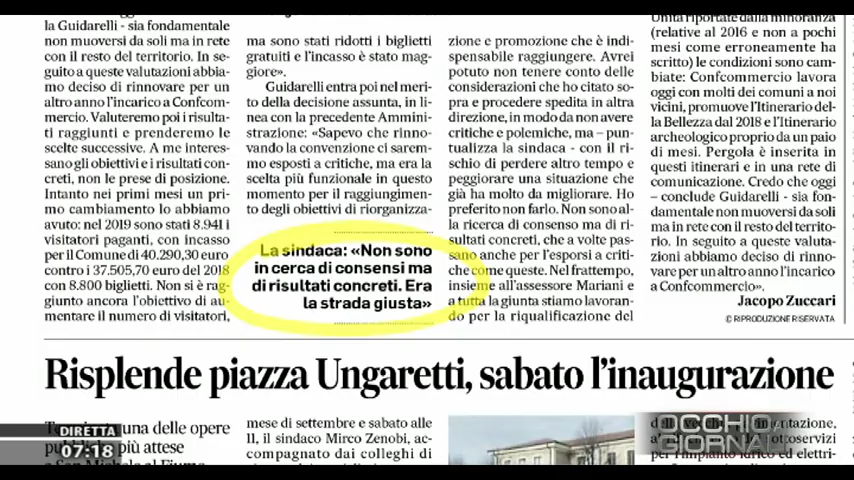 la Guidarelli - sia fondamentale
non muoversi da soli ma in rete
con il resto del territorio. In se-
guito a queste valutazioni abbia-
mo deciso di rinnovare per un
altro anno l'incarico a Confcom-
mercio. Valuteremo poi i risulta-
ti raggiunti e prenderemo le
scelte successive. A me interes-
sano gli obiettivi e i risultati con-
creti, non le prese di posizione.
Intanto nei primi mesi un pri-
mo cambiamento lo abbiamo
avuto: nel 2019 sono stati 8.941 i
visitatori paganti, con incasso
per il Comune di 40.290,30 euro
contro i 37.505,70 euro del 2018
con 8.800 biglietti. Non si è rag-
giunto ancora l'obiettivo di au-
mentare il numero di visitatori,
ma sono stati ridotti i biglietti
gratuiti e l'incasso è stato mag-
giore».
Guidarelli entra poi nel meri-
to della decisione assunta, in li-
nea con la precedente Ammini-
strazione: «Sapevo che rinno-
vando la convenzione ci sarem-
mo esposti a critiche, ma era la
scelta più funzionale in questo
momento per il raggiungimen-
to degli obiettivi di riorganizza-
La sindaca: «Non sono
in cerca di consensi ma
di risultati concreti. Era
la strada giusta»
zione e promozione che è indi-
spensabile raggiungere. Avrei
potuto non tenere conto delle
considerazioni che ho citato so-
pra e procedere spedita in altra
direzione, in modo da non avere
critiche e polemiche, ma – pun-
tualizza la sindaca - con il ri-
schio di perdere altro tempo e
peggiorare una situazione che
già ha molto da migliorare. Ho
preferito non farlo. Non sono al-
la ricerca di consenso ma di ri-
sultati concreti, che a volte pas-
sano anche per l'esporsi a criti-
che come queste. Nel frattempo,
insieme all'assessore Mariani e
a tutta la giunta stiamo lavoran-
do per la riqualificazione del
Unità riportate dalla minoranza
(relative al 2016 e non a pochi
mesi come erroneamente ha
scritto) le condizioni sono cam-
biate: Confcommercio lavora
oggi con molti dei comuni a noi
vicini, promuove l'Itinerario del-
la Bellezza dal 2018 e l'Itinerario
archeologico proprio da un paio
di mesi. Pergola è inserita in
questi itinerari e in una rete di
comunicazione. Credo che oggi
– conclude Guidarelli - sia fon-
damentale non muoversi da soli
ma in rete con il resto del territo-
rio. In seguito a queste valuta-
zioni abbiamo deciso di rinno-
vare per un altro anno l'incarico
a Confcommercio».
Jacopo Zuccari
© RIPRODUZIONE RISERVATA
Risplende piazza Ungaretti, sabato l'inaugurazione
una delle opere
più attese
mese di settembre e sabato alle
11, il sindaco Mirco Zenobi, ac-
compagnato dai colleghi di
DIRETTA
07:18
OCCHIO
GIORNA